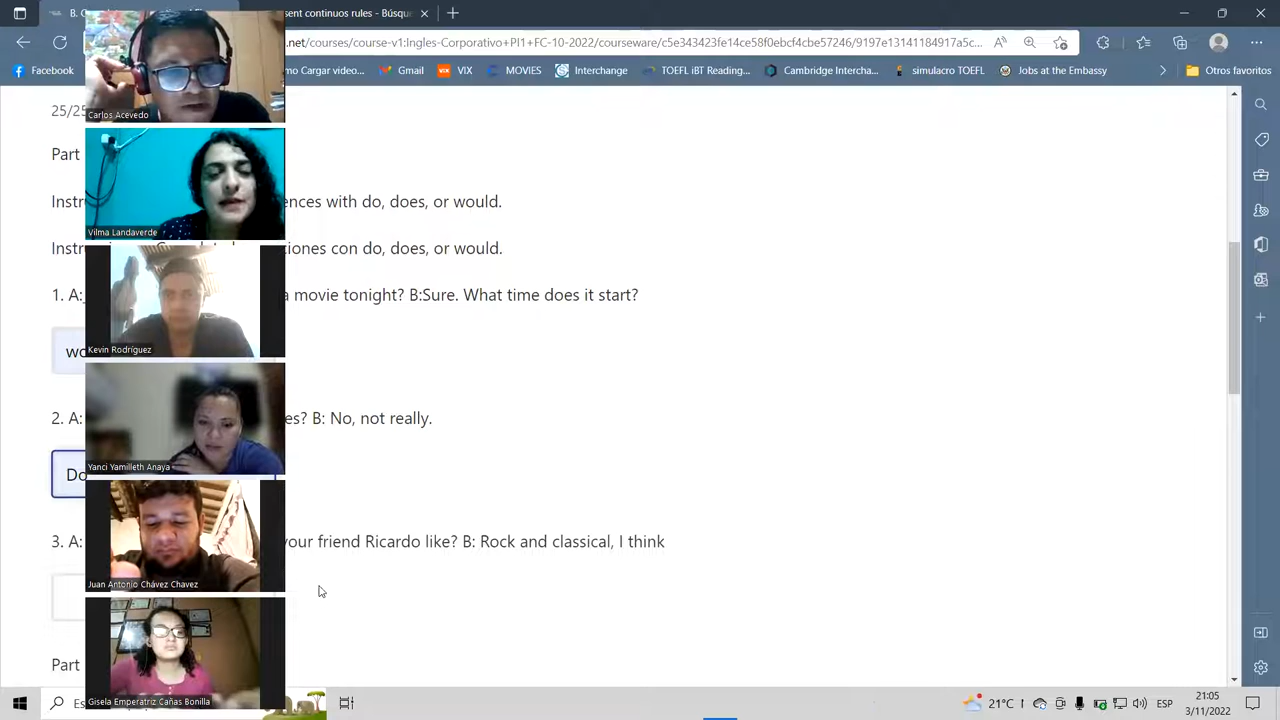 sent continuos rules - Búsqu
.net/courses/course-v1:Ingles-Corporativo+PI1+FC-10-2022/courseware/c5e343423fe14ce58f0ebcf4cbe57246/9197e13141184917a5c...
Facebook
mo Cargar video...
Gmail
VIX
MOVIES
Interchange
TOEFL iBT Reading...
Cambridge Intercha...
simulacro TOEFL
Jobs at the Embassy
Otros favoritos
Carlos Acevedo
25/25
Vilma Landaverde
Instr
ences with do, does, or would.
Instr
iones con do, does, or would.
1. A:
a movie tonight? B:Sure. What time does it start?
Kevin Rodríguez
wo
2. A:
es? B: No, not really.
Yanci Yamilleth Anaya
Do
3. A:
your friend Ricardo like? B: Rock and classical, I think
Juan Antonio Chávez Chavez
Part
Gisela Emperatriz Cañas Bonilla
21°C
ESP
21:05
3/11/2022